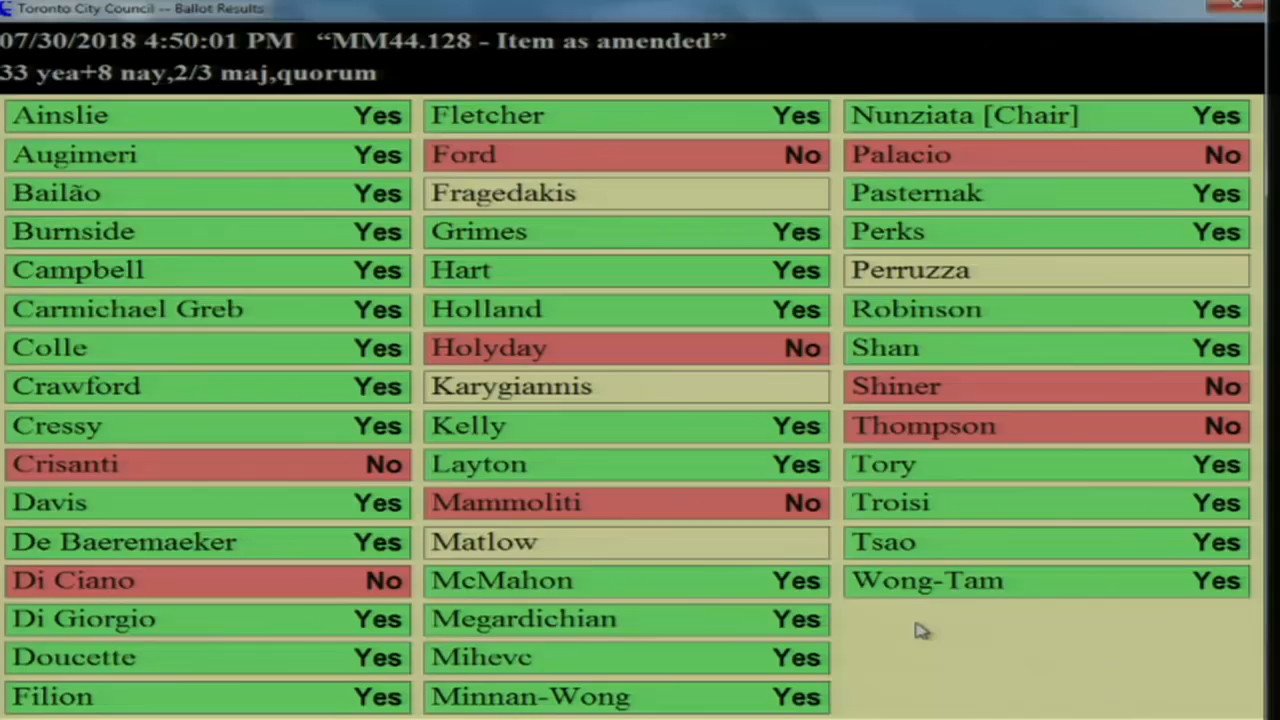 Toronto City Council -- Ballot Results
07/30/2018 4:50:01 PM “MM44.128 - Item as amended”
33 yea+8 nay,2/3 maj,quorum
Ainslie Yes
Augimeri Yes
Bailão Yes
Burnside Yes
Campbell Yes
Carmichael Greb Yes
Colle Yes
Crawford Yes
Cressy Yes
Crisanti No
Davis Yes
De Baeremaeker Yes
Di Ciano No
Di Giorgio Yes
Doucette Yes
Filion Yes
Fletcher Yes
Ford No
Fragedakis
Grimes Yes
Hart Yes
Holland Yes
Holyday No
Karygiannis
Kelly Yes
Layton Yes
Mammoliti No
Matlow
McMahon Yes
Megardichian Yes
Mihevc Yes
Minnan-Wong Yes
Nunziata [Chair] Yes
Palacio No
Pasternak Yes
Perks Yes
Perruzza
Robinson Yes
Shan Yes
Shiner No
Thompson No
Tory Yes
Troisi Yes
Tsao Yes
Wong-Tam Yes